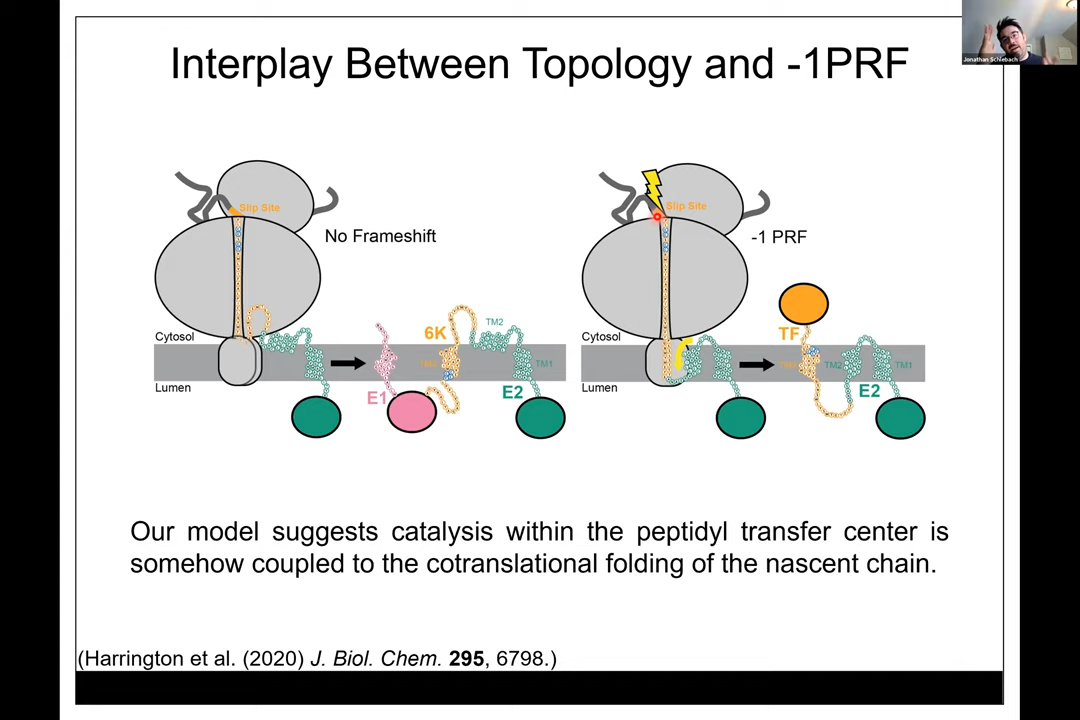 Interplay Between Topology and -1PRF
Jonathan Schlebach
Slip Site
No Frameshift
Cytosol
Lumen
E1
6K
TM2
TM1
E2
Slip Site
-1 PRF
Cytosol
Lumen
TF
TM2
TM1
E2
Our model suggests catalysis within the peptidyl transfer center is
somehow coupled to the cotranslational folding of the nascent chain.
(Harrington et al. (2020) J. Biol. Chem. 295, 6798.)